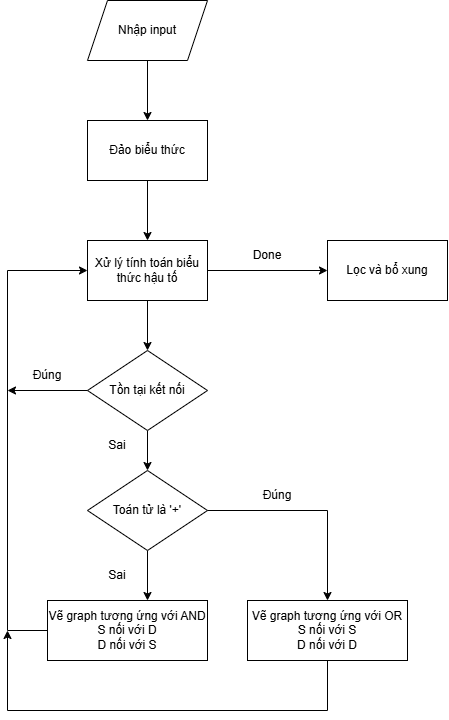 Nhập input
Đảo biểu thức
Xử lý tính toán biểu
thức hậu tố
Done
Lọc và bổ xung
Đúng
Tồn tại kết nối
Sai
Toán tử là '+'
Đúng
Sai
Vẽ graph tương ứng với AND
S nối với D
D nối với S
Vẽ graph tương ứng với OR
S nối với S
D nối với D